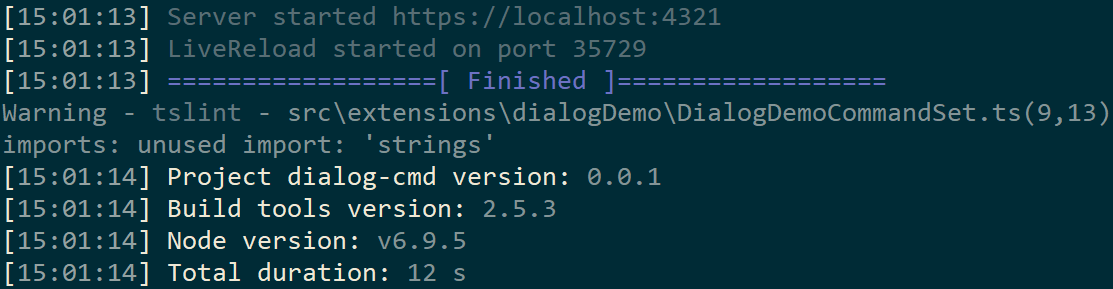 [15:01:13] Server started https://localhost:4321
[15:01:13] LiveReload started on port 35729
[15:01:13] ==================[ Finished ]==================
Warning - tslint - src\extensions\dialogDemo\DialogDemoCommandSet.ts(9,13)
imports: unused import: 'strings'
[15:01:14] Project dialog-cmd version: 0.0.1
[15:01:14] Build tools version: 2.5.3
[15:01:14] Node version: v6.9.5
[15:01:14] Total duration: 12 s